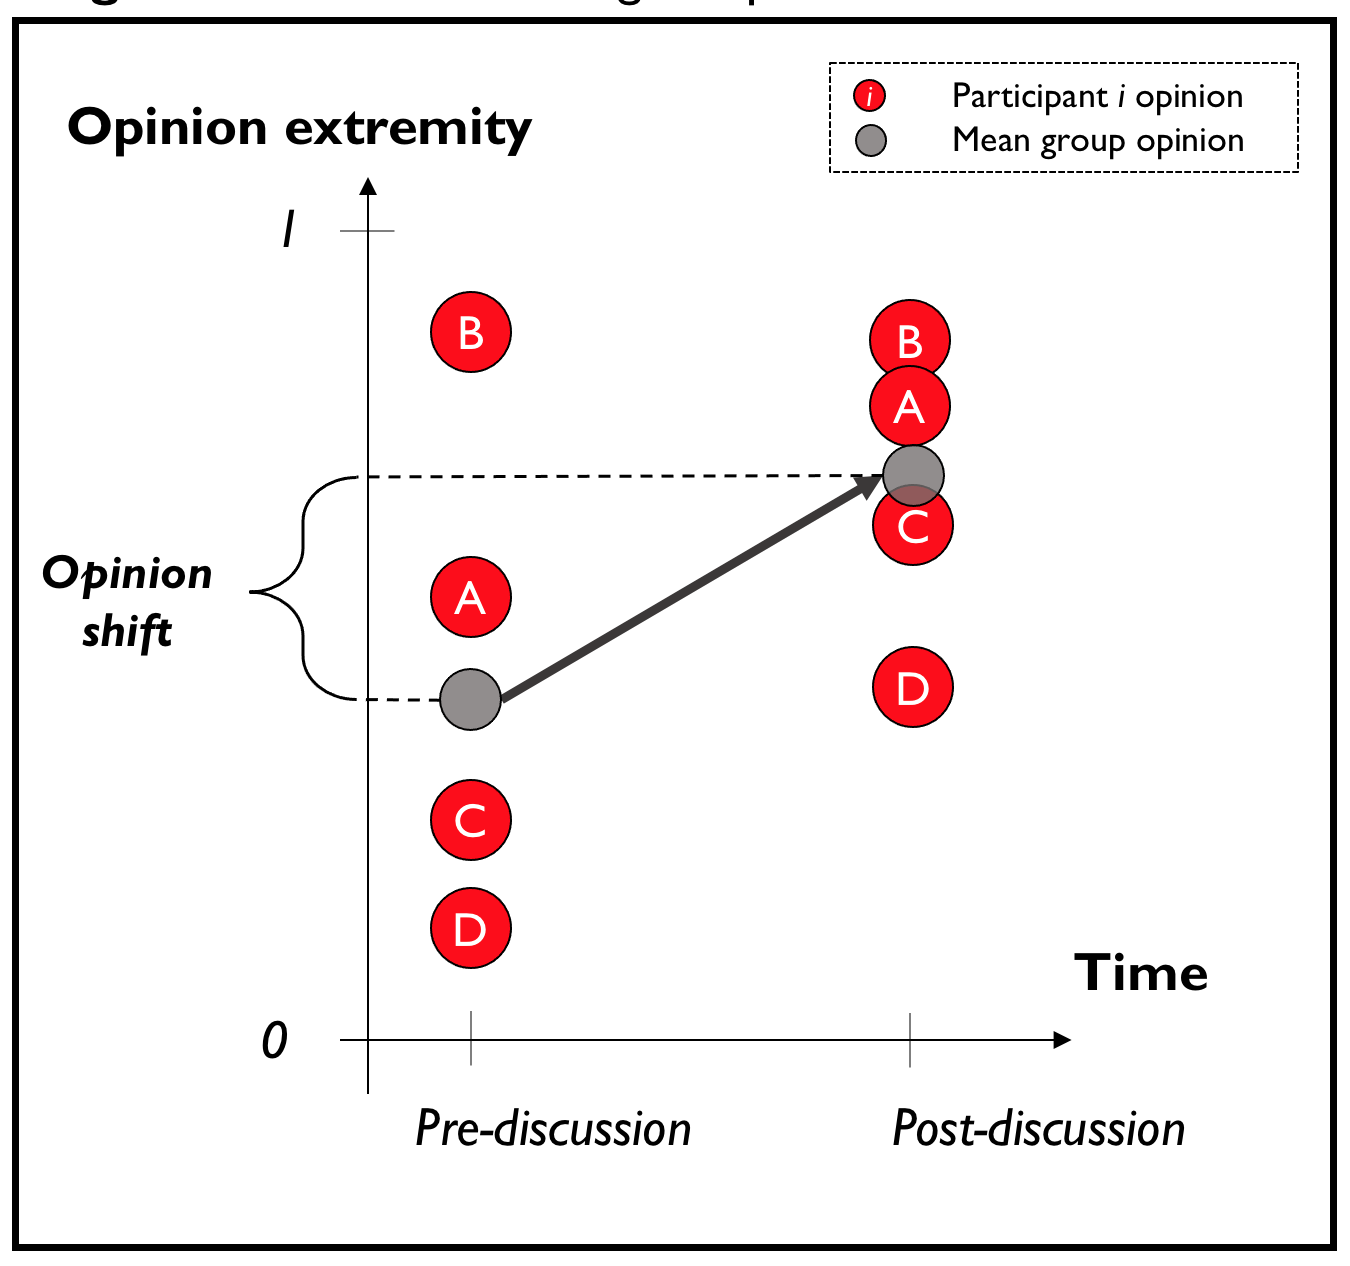 i Participant i opinion
Mean group opinion
Opinion extremity
1
B
B
A
C
Opinion
shift
A
D
C
D
Time
0
Pre-discussion Post-discussion